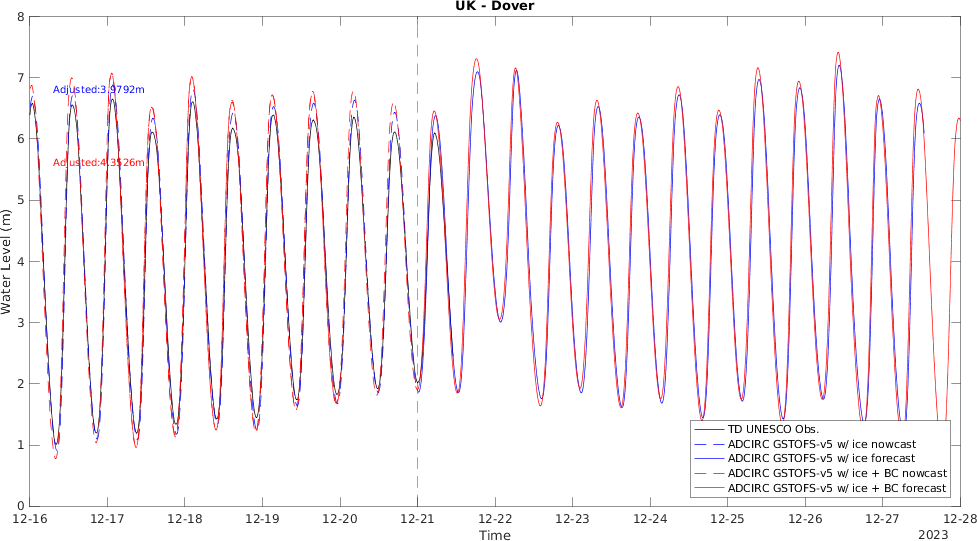 UK - Dover
8
7
6
5
4
3
2
1
0
Water Level (m)
Adjusted:3.9792m
Adjusted:4.3526m
TD UNESCO Obs.
ADCIRC GSTOFS-v5 w/ ice nowcast
ADCIRC GSTOFS-v5 w/ ice forecast
ADCIRC GSTOFS-v5 w/ ice + BC nowcast
ADCIRC GSTOFS-v5 w/ ice + BC forecast
12-16 12-17 12-18 12-19 12-20 12-21 12-22 12-23 12-24 12-25 12-26 12-27 12-28
Time
2023